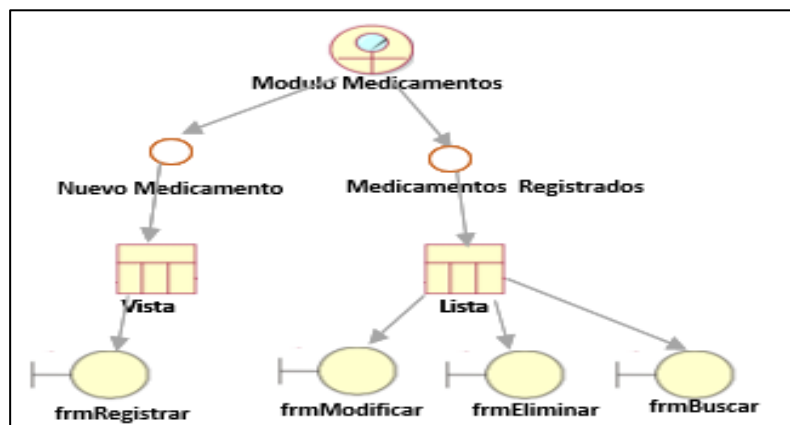 Modulo Medicamentos
Nuevo Medicamento
Medicamentos Registrados
Vista
Lista
frmRegistrar
frmModificar
frmEliminar
frmBuscar